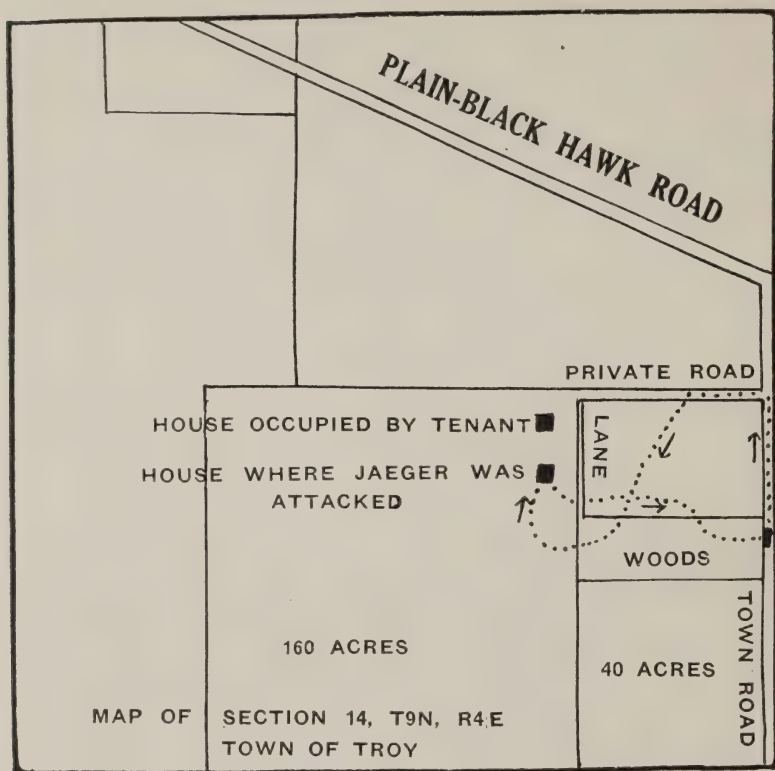 PLAIN-BLACK HAWK ROAD
PRIVATE ROAD
HOUSE OCCUPIED BY TENANT
LANE
HOUSE WHERE JAEGER WAS
ATTACKED
WOODS
TOWN ROAD
160 ACRES
40 ACRES
MAP OF SECTION 14, T9N, R4E
TOWN OF TROY